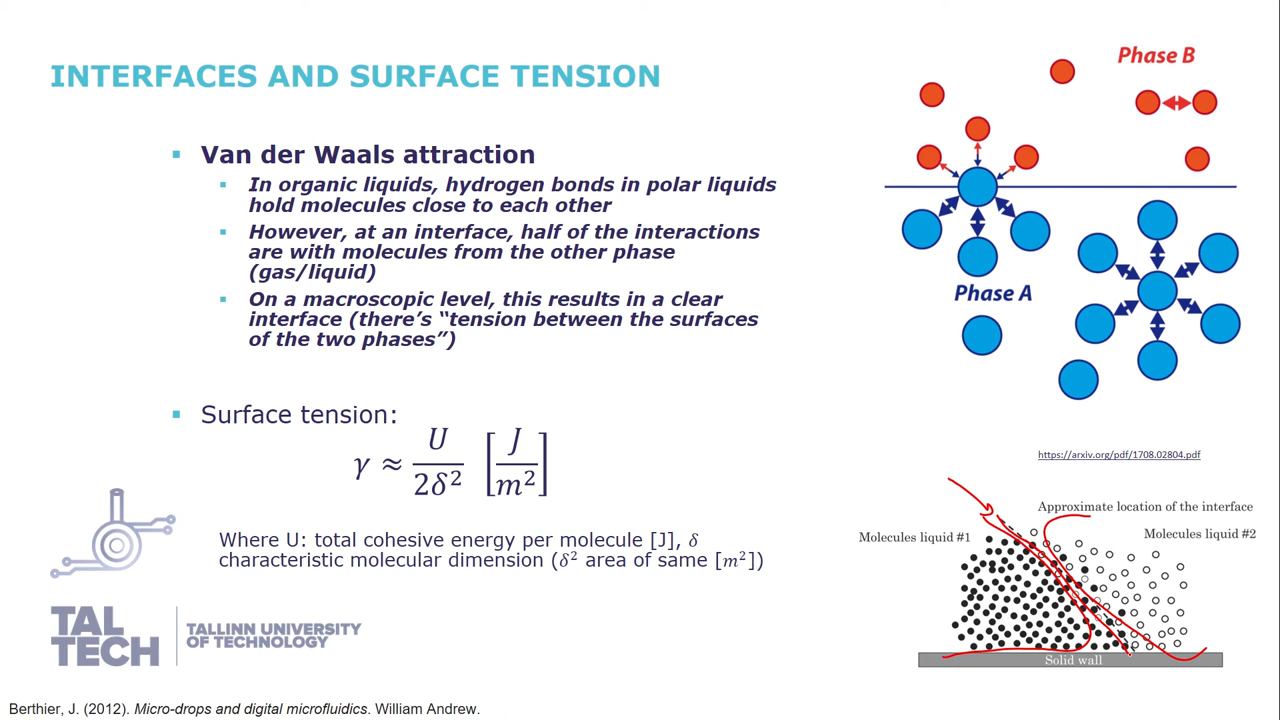 INTERFACES AND SURFACE TENSION
▪ Van der Waals attraction
▪ In organic liquids, hydrogen bonds in polar liquids
hold molecules close to each other
▪ However, at an interface, half of the interactions
are with molecules from the other phase
(gas/liquid)
▪ On a macroscopic level, this results in a clear
interface (there's “tension between the surfaces
of the two phases”)
▪ Surface tension:
γ ≈ U/2δ² [J/m²]
Where U: total cohesive energy per molecule [J], δ
characteristic molecular dimension (δ² area of same [m²])
Phase B
Phase A
https://arxiv.org/pdf/1708.02804.pdf
Approximate location of the interface
Molecules liquid #1
Molecules liquid #2
Solid wall
TAL
TECH
TALLINN UNIVERSITY
OF TECHNOLOGY
Berthier, J. (2012). Micro-drops and digital microfluidics. William Andrew.